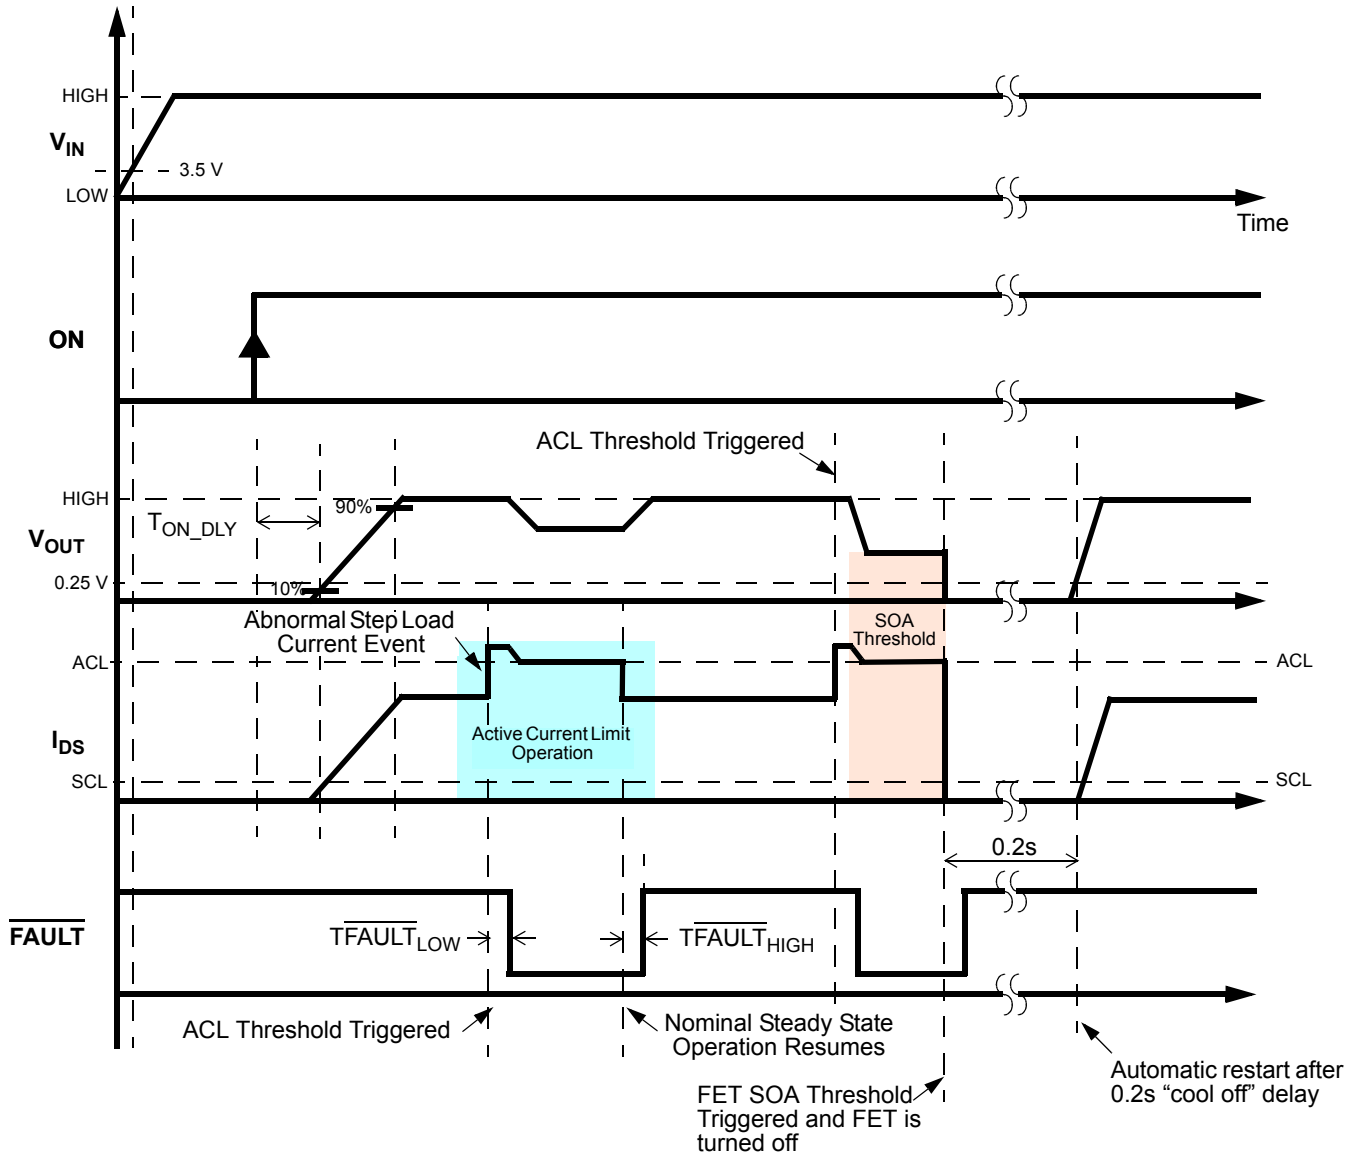 HIGH
VIN
3.5 V
LOW
Time
ON
ACL Threshold Triggered
HIGH
90%
TON_DLY
VOUT
0.25 V
10%
Abnormal Step Load
Current Event
SOA
Threshold
ACL
ACL
Active Current Limit
Operation
IDS
SCL
SCL
0.2s
FAULT
TFAULTLOW
TFAULTHIGH
ACL Threshold Triggered
Nominal Steady State
Operation Resumes
Automatic restart after
0.2s “cool off” delay
FET SOA Threshold
Triggered and FET is
turned off